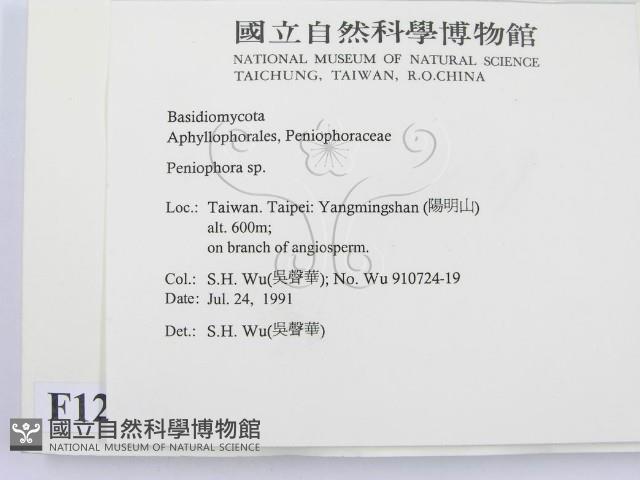 國立自然科學博物館
NATIONAL MUSEUM OF NATURAL SCIENCE
TAICHUNG, TAIWAN, R.O.CHINA
Basidiomycota
Aphyllophorales, Peniophoraceae
Peniophora sp.
Loc.: Taiwan. Taipei: Yangmingshan (陽明山)
alt. 600m;
on branch of angiosperm.
Col.: S.H. Wu(吳聲華); No. Wu 910724-19
Date: Jul. 24, 1991
Det.: S.H. Wu(吳聲華)
F12
國立自然科學博物館
NATIONAL MUSEUM OF NATURAL SCIENCE